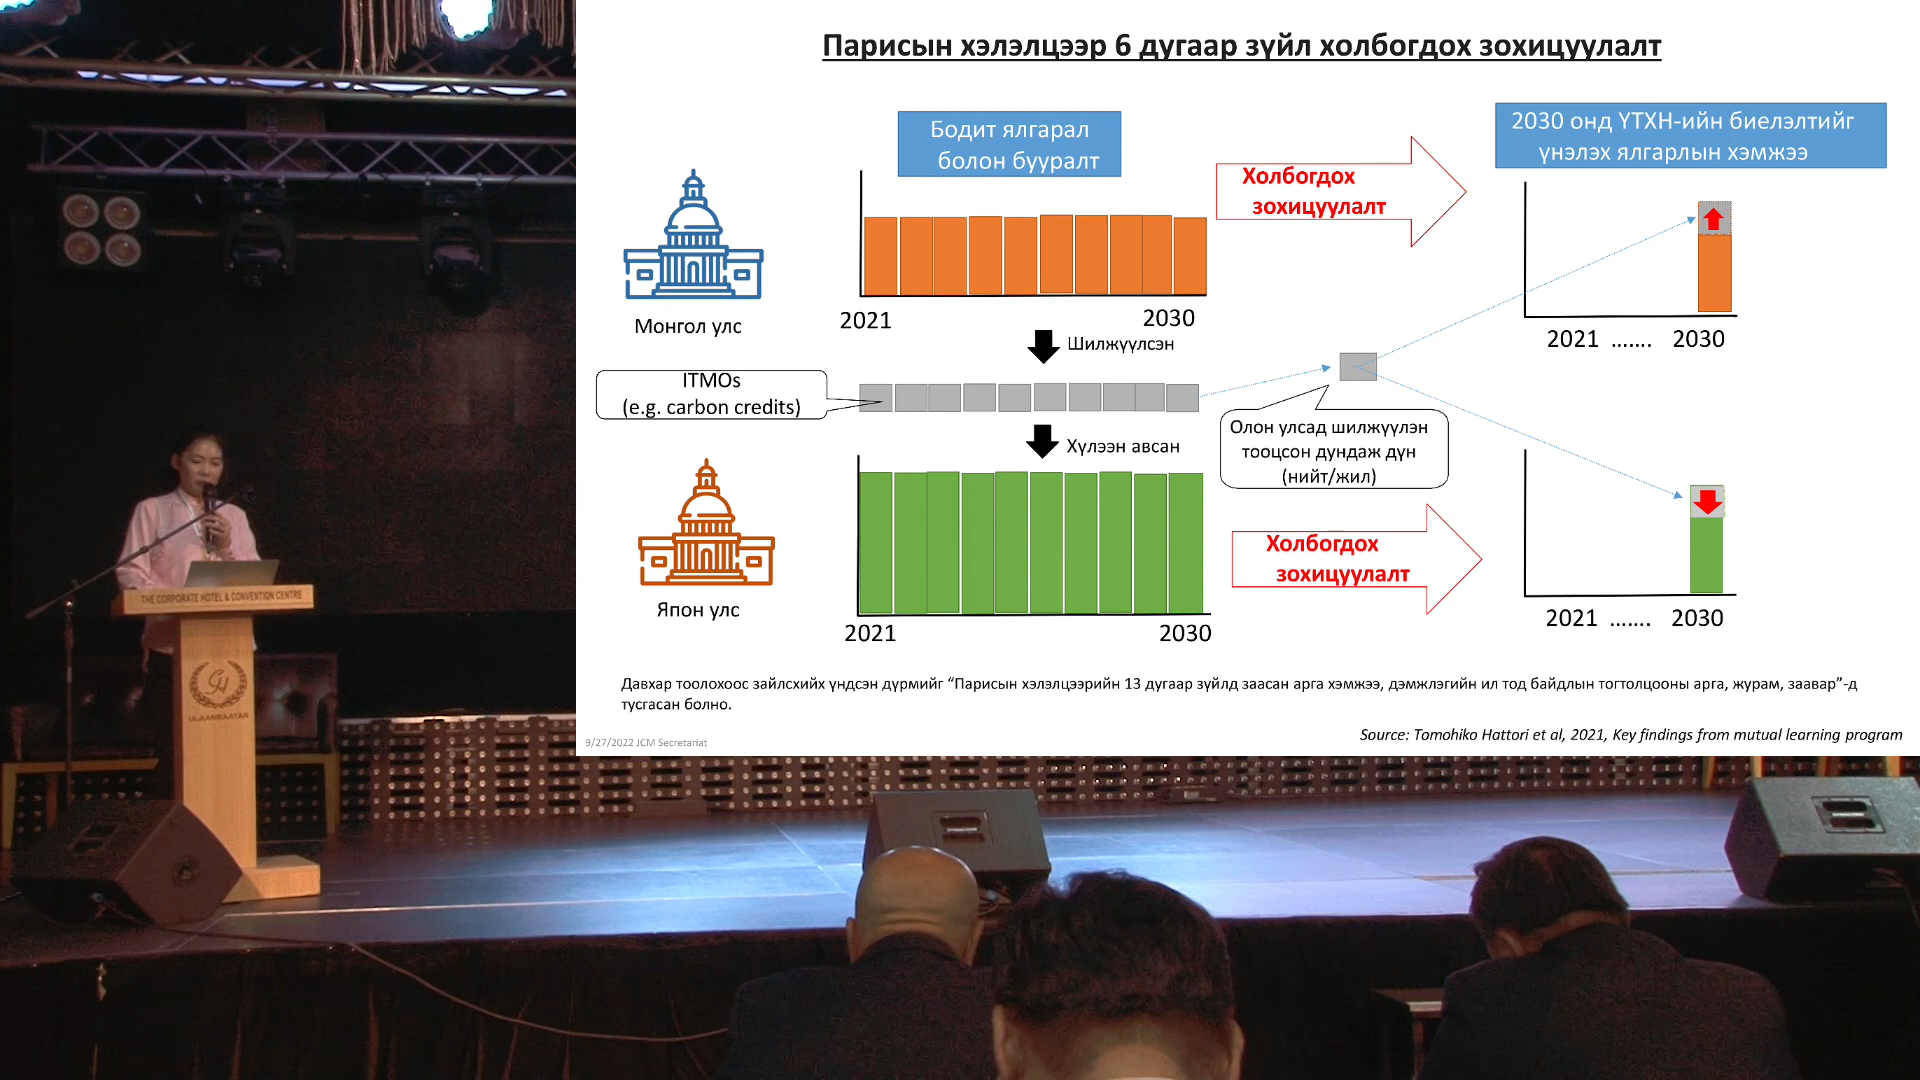 Парисын хэлэлцээр 6 дугаар зүйл холбогдох зохицуулалт
Бодит ялгарал
болон бууралт
Холбогдох
зохицуулалт
2030 онд ҮТХН-ийн биелэлтийг
үнэлэх ялгарлын хэмжээ
Монгол улс
2021
2030
2021 ....... 2030
Шилжүүлсэн
ITMOs
(e.g. carbon credits)
Олон улсад шилжүүлэн
тооцсон дундаж дүн
(нийт/жил)
Хүлээн авсан
Холбогдох
зохицуулалт
Япон улс
2021
2030
2021 ....... 2030
Давхар тоолохоос зайлсхийх үндсэн дүрмийг “Парисын хэлэлцээрийн 13 дугаар зүйлд заасан арга хэмжээ, дэмжлэгийн ил тод байдлын тогтолцооны арга, журам, заавар”-д
тусгасан болно.
Source: Tomohiko Hattori et al, 2021, Key findings from mutual learning program
9/27/2022 JCM Secretariat
THE CORPORATE HOTEL & CONVENTION CENTRE
GH
ULAANBAATAR